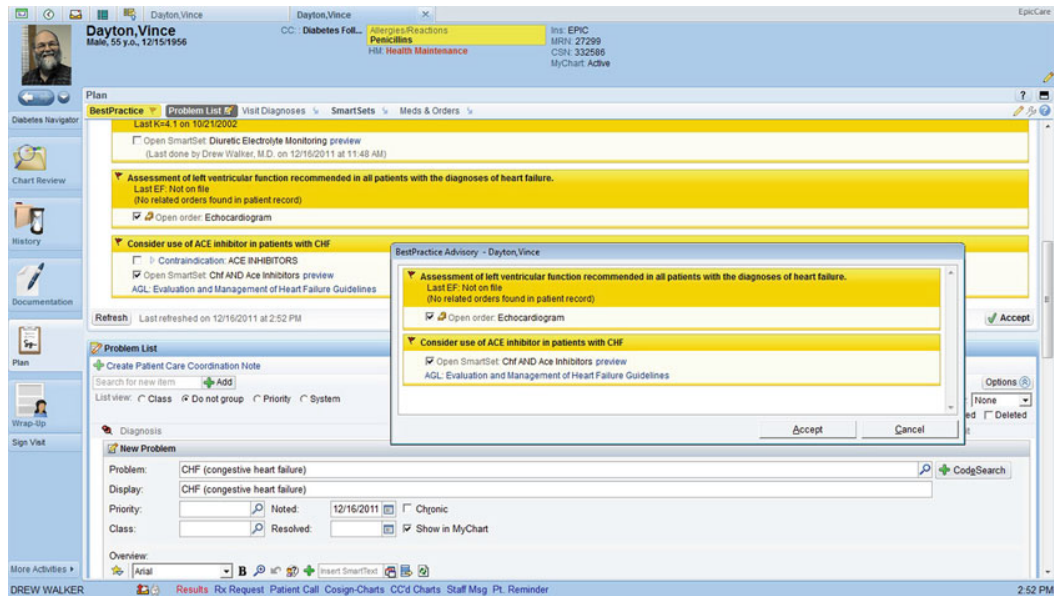 Dayton,Vince
Dayton,Vince
EpicCare
Dayton,Vince
Male, 55 y.o., 12/15/1956
CC: : Diabetes Foll...
Allergies/Reactions
Penicillins
HM: Health Maintenance
Ins: EPIC
MRN: 27299
CSN: 332586
MyChart: Active
Plan
BestPractice Problem List Visit Diagnoses SmartSets Meds & Orders
Diabetes Navigator
Chart Review
History
Documentation
Plan
Wrap-Up
Sign Visit
More Activities
Last K=4.1 on 10/21/2002
Open SmartSet: Diuretic Electrolyte Monitoring preview
(Last done by Drew Walker, M.D. on 12/16/2011 at 11:48 AM)
Assessment of left ventricular function recommended in all patients with the diagnoses of heart failure.
Last EF: Not on file
(No related orders found in patient record)
Open order: Echocardiogram
Consider use of ACE inhibitor in patients with CHF
Contraindication: ACE INHIBITORS
Open SmartSet: Chf AND Ace Inhibitors preview
AGL: Evaluation and Management of Heart Failure Guidelines
Refresh Last refreshed on 12/16/2011 at 2:52 PM
Accept
BestPractice Advisory - Dayton,Vince
Assessment of left ventricular function recommended in all patients with the diagnoses of heart failure.
Last EF: Not on file
(No related orders found in patient record)
Open order: Echocardiogram
Consider use of ACE inhibitor in patients with CHF
Open SmartSet: Chf AND Ace Inhibitors preview
AGL: Evaluation and Management of Heart Failure Guidelines
Accept Cancel
Problem List
Create Patient Care Coordination Note
Search for new item Add
Options
List view: Class Do not group Priority System
None
Deleted
Diagnosis
New Problem
Problem: CHF (congestive heart failure) CodeSearch
Display: CHF (congestive heart failure)
Priority: Noted: 12/16/2011 Chronic
Class: Resolved: Show in MyChart
Overview:
Arial B Insert SmartText
DREW WALKER Results Rx Request Patient Call Cosign-Charts CC'd Charts Staff Msg Pt. Reminder 2:52 PM